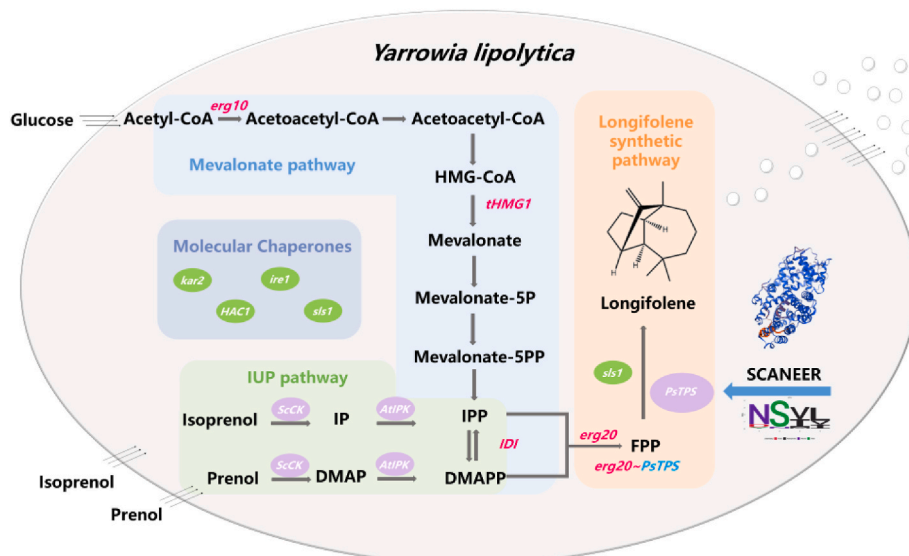 Yarrowia lipolytica
Glucose
Acetyl-CoA
erg10
Acetoacetyl-CoA
Acetoacetyl-CoA
Mevalonate pathway
HMG-CoA
tHMG1
Mevalonate
Mevalonate-5P
Mevalonate-5PP
Molecular Chaperones
kar2
ire1
HAC1
sls1
IUP pathway
Isoprenol
ScCK
IP
AtIPK
IPP
IDI
Prenol
ScCK
DMAP
AtIPK
DMAPP
Isoprenol
Prenol
erg20
FPP
erg20~PsTPS
Longifolene
synthetic
pathway
H
H
H
Longifolene
sls1
PsTPS
SCANEER
NSYL